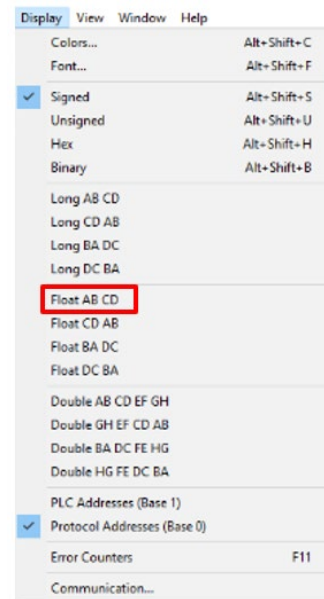 Display View Window Help
Colors... Alt+Shift+C
Font... Alt+Shift+F
Signed Alt+Shift+S
Unsigned Alt+Shift+U
Hex Alt+Shift+H
Binary Alt+Shift+B
Long AB CD
Long CD AB
Long BA DC
Long DC BA
Float AB CD
Float CD AB
Float BA DC
Float DC BA
Double AB CD EF GH
Double GH EF CD AB
Double BA DC FE HG
Double HG FE DC BA
PLC Addresses (Base 1)
Protocol Addresses (Base 0)
Error Counters F11
Communication...